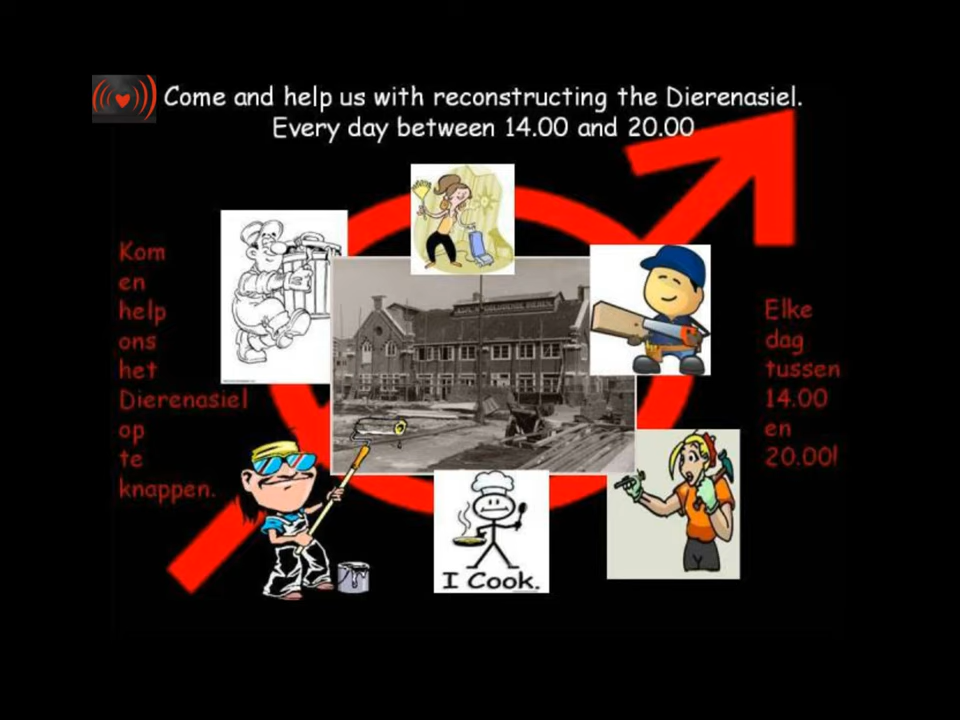 Come and help us with reconstructing the Dierenasiel.
Every day between 14.00 and 20.00
Kom
en
help
ons
het
Dierenasiel
op
te
knappen.
Elke
dag
tussen
14.00
en
20.00!
I Cook.